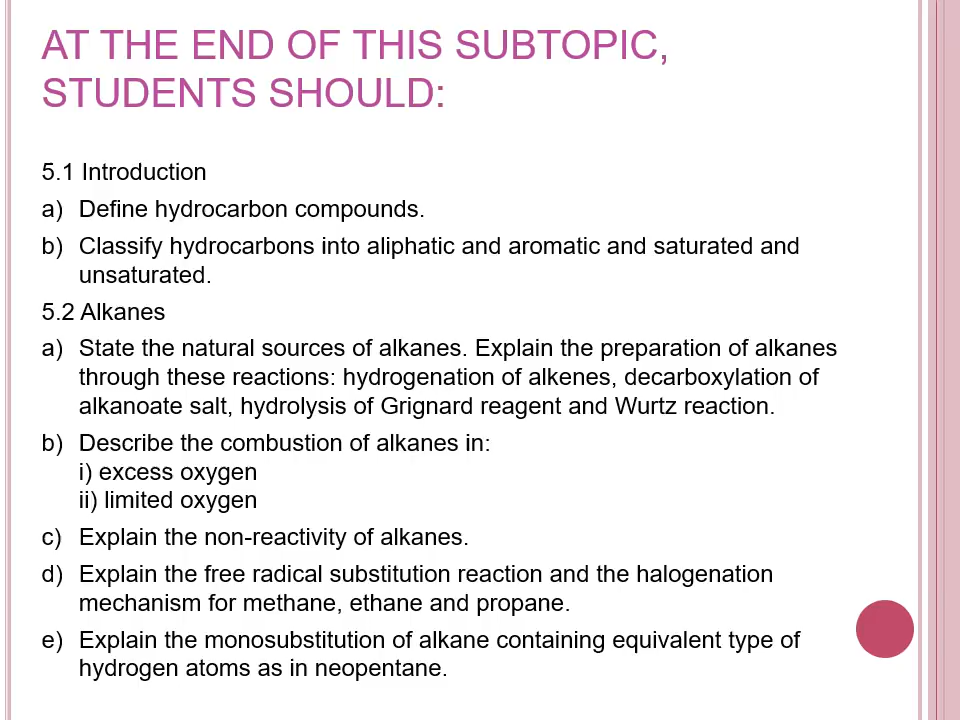 AT THE END OF THIS SUBTOPIC,
STUDENTS SHOULD:
5.1 Introduction
a) Define hydrocarbon compounds.
b) Classify hydrocarbons into aliphatic and aromatic and saturated and
unsaturated.
5.2 Alkanes
a) State the natural sources of alkanes. Explain the preparation of alkanes
through these reactions: hydrogenation of alkenes, decarboxylation of
alkanoate salt, hydrolysis of Grignard reagent and Wurtz reaction.
b) Describe the combustion of alkanes in:
i) excess oxygen
ii) limited oxygen
c) Explain the non-reactivity of alkanes.
d) Explain the free radical substitution reaction and the halogenation
mechanism for methane, ethane and propane.
e) Explain the monosubstitution of alkane containing equivalent type of
hydrogen atoms as in neopentane.